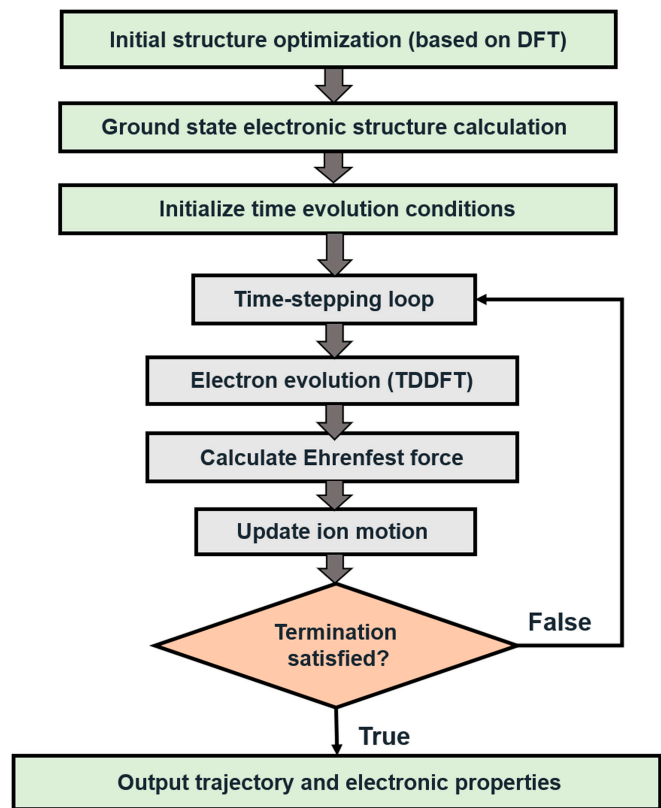 Initial structure optimization (based on DFT)
Ground state electronic structure calculation
Initialize time evolution conditions
Time-stepping loop
Electron evolution (TDDFT)
Calculate Ehrenfest force
Update ion motion
Termination
satisfied?
False
True
Output trajectory and electronic properties